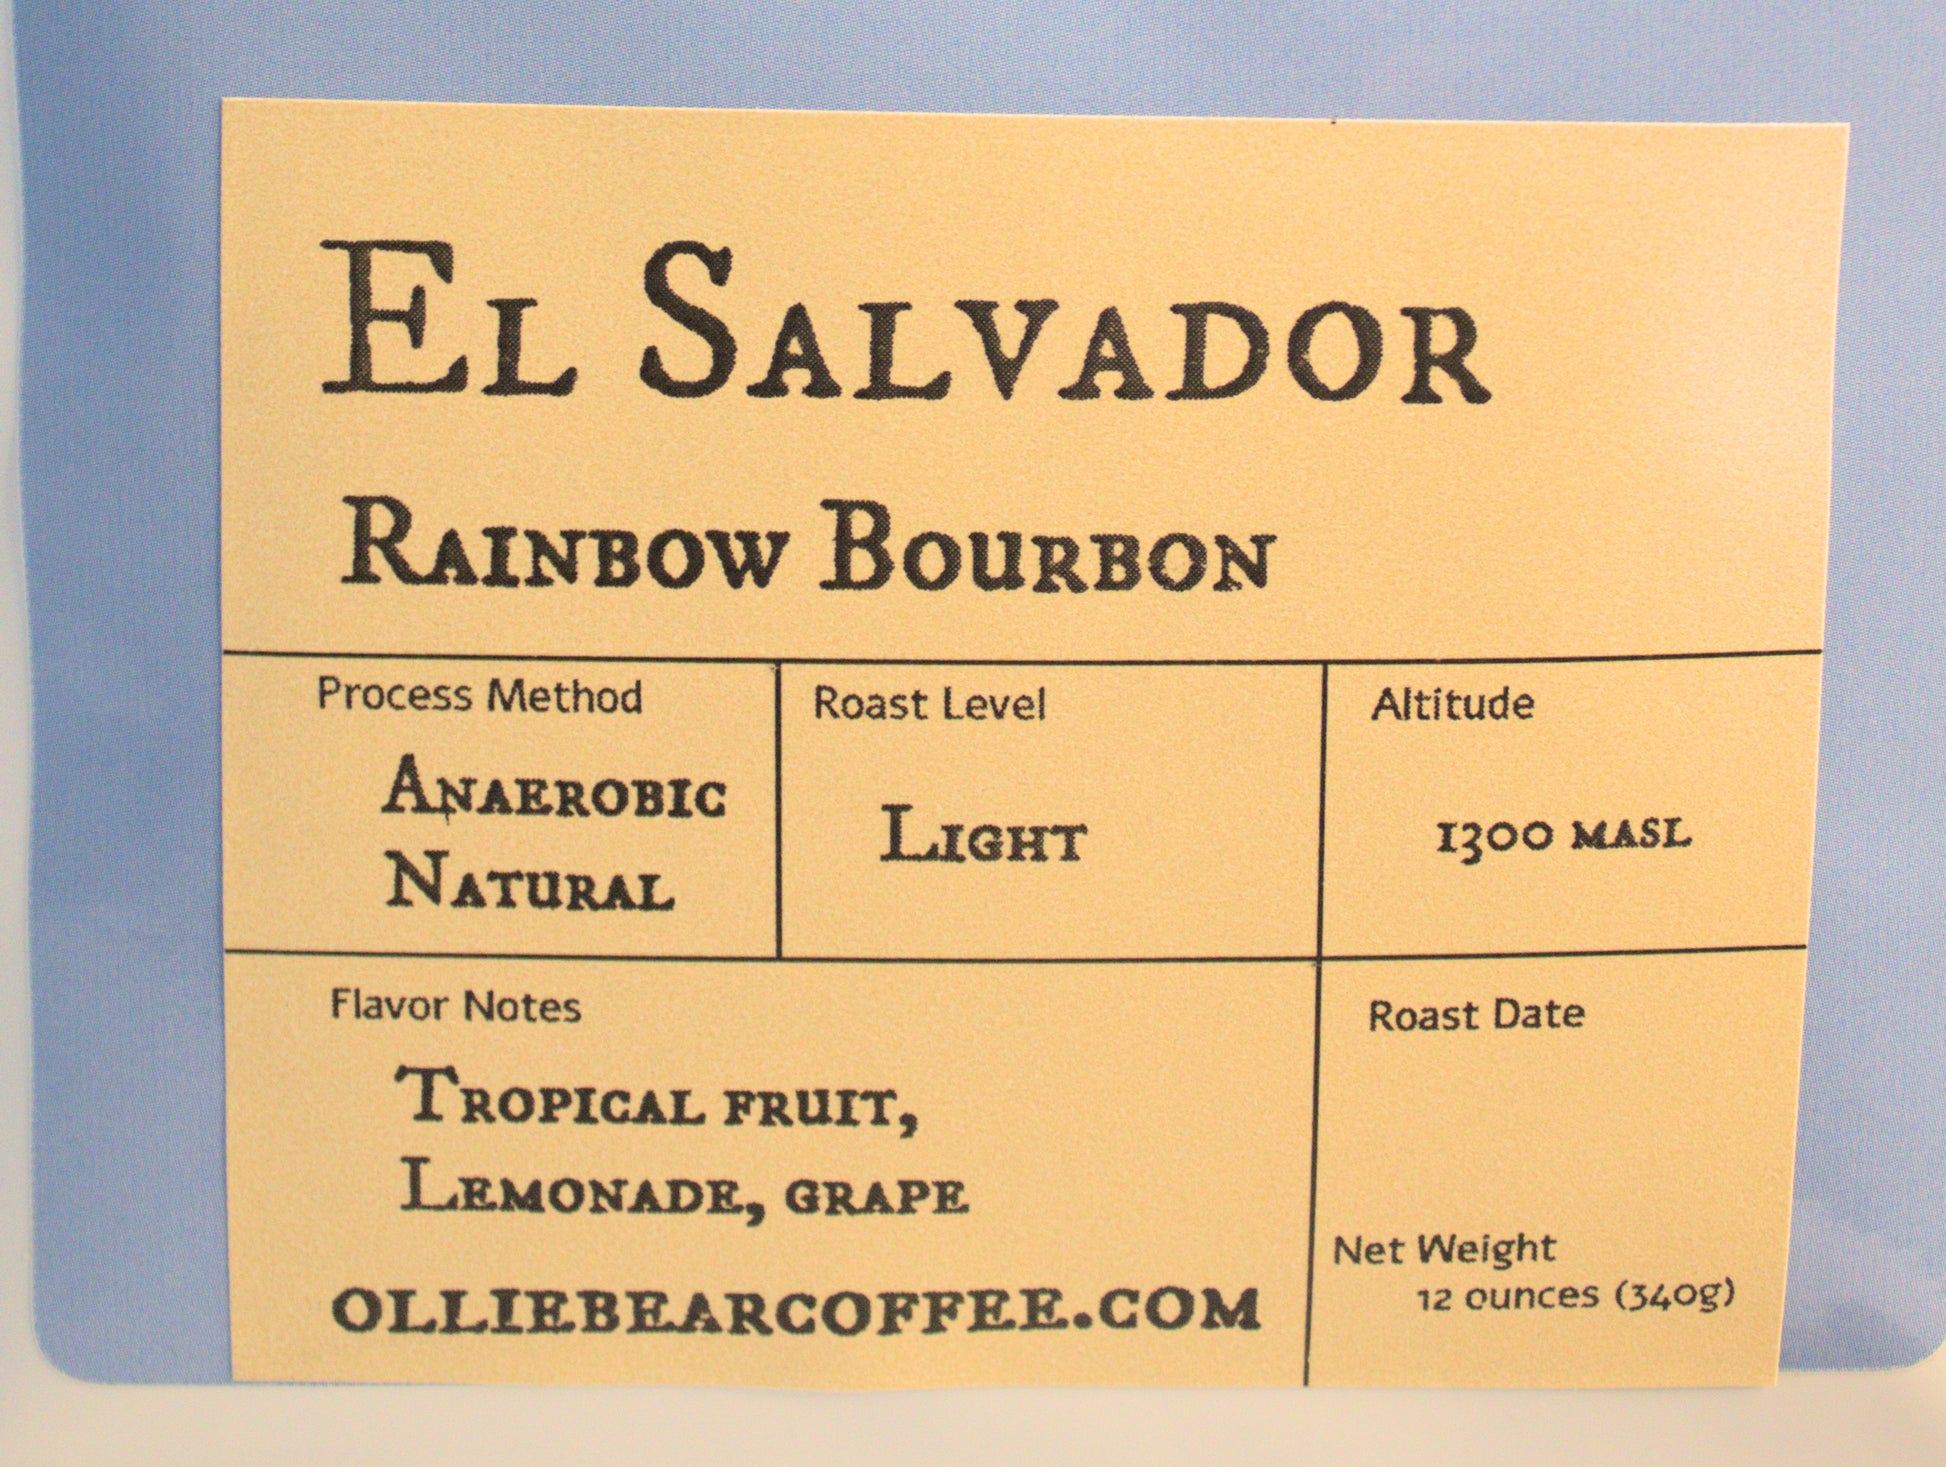 El Salvador
Rainbow Bourbon
Process Method
Anaerobic
Natural
Roast Level
Light
Altitude
1300 masl
Flavor Notes
Tropical fruit,
Lemonade, grape
olliebearcoffee.com
Roast Date
Net Weight
12 ounces (340g)